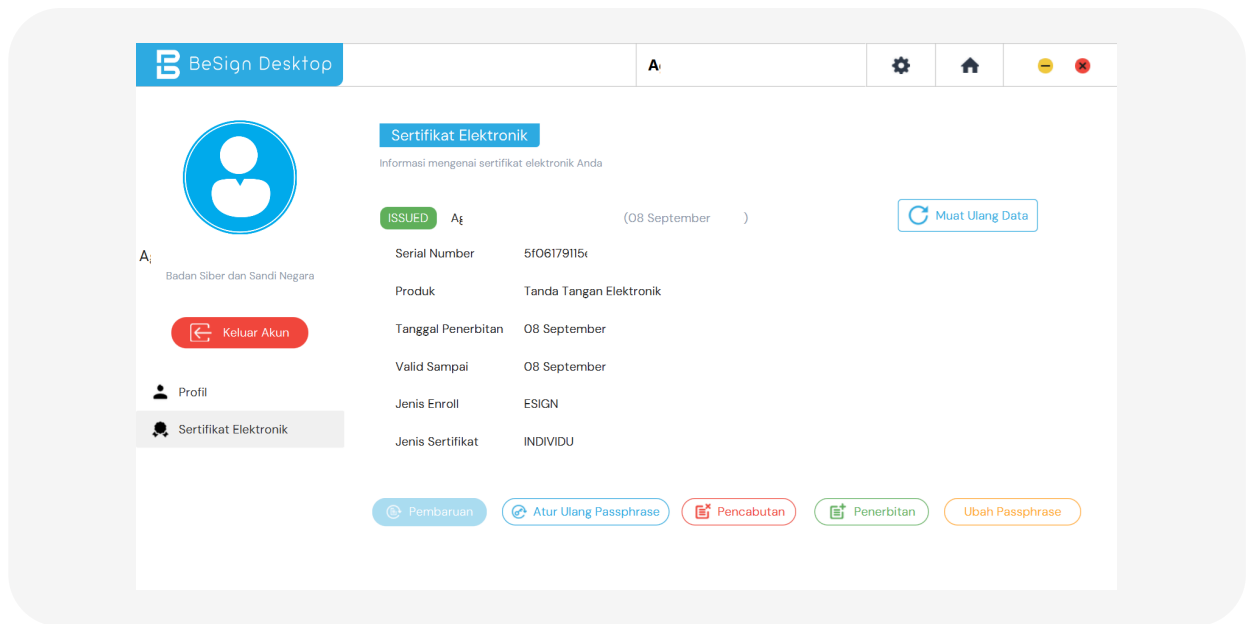 BeSign Desktop
Sertifikat Elektronik
Informasi mengenai sertifikat elektronik Anda
ISSUED (08 September )
Muat Ulang Data
Badan Siber dan Sandi Negara
Keluar Akun
Profil
Sertifikat Elektronik
Serial Number 5f06179115
Produk Tanda Tangan Elektronik
Tanggal Penerbitan 08 September
Valid Sampai 08 September
Jenis Enroll ESIGN
Jenis Sertifikat INDIVIDU
Pembaruan
Atur Ulang Passphrase
Pencabutan
Penerbitan
Ubah Passphrase